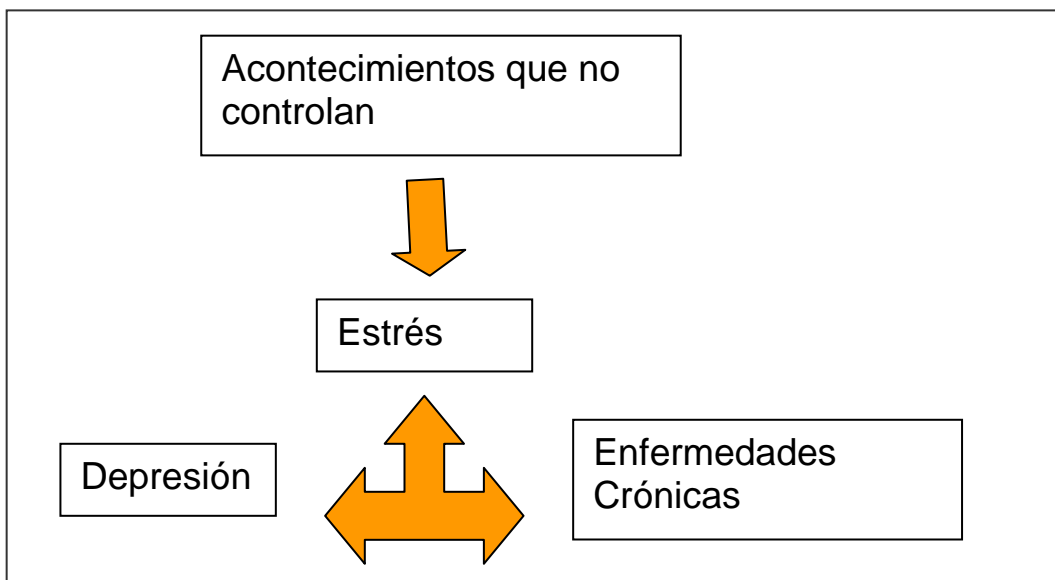 Acontecimientos que no
controlan
Estrés
Depresión
Enfermedades
Crónicas